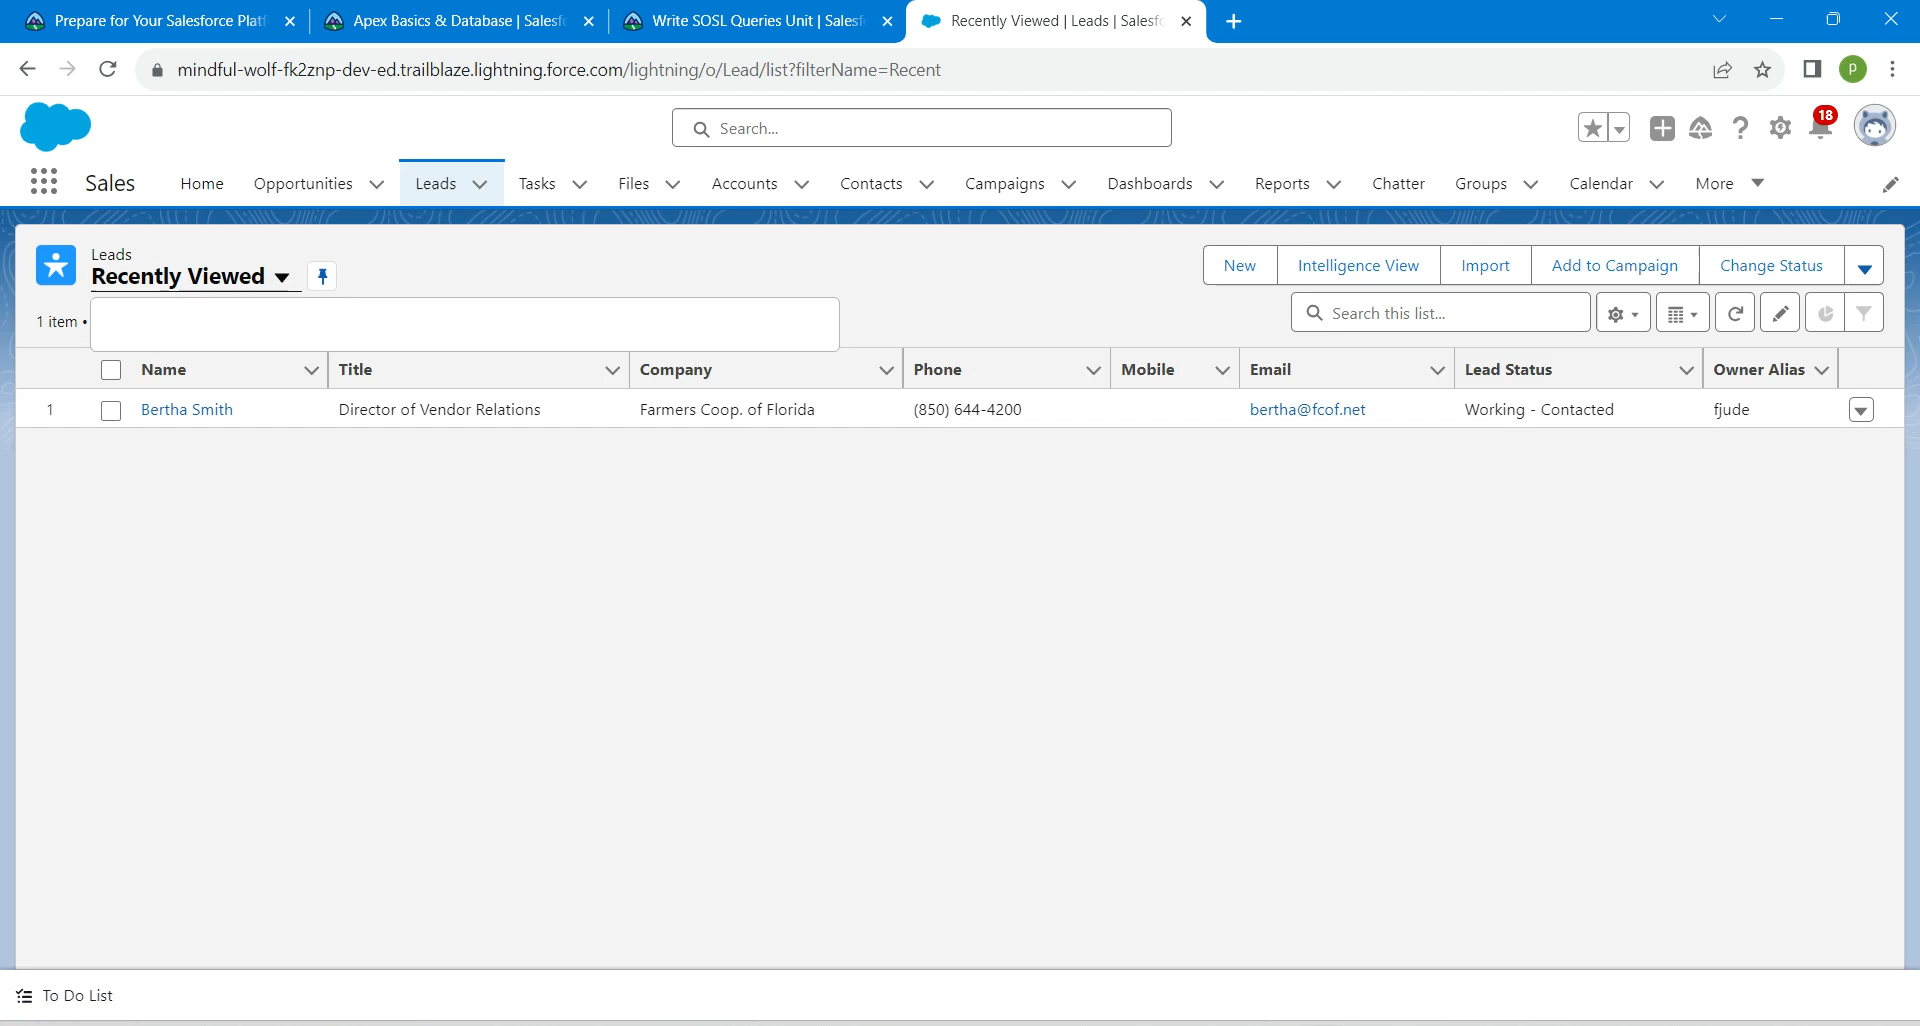 Prepare for Your Salesforce Platf
Apex Basics & Database | Salesfo
Write SOSL Queries Unit | Salesf
Recently Viewed | Leads | Salesfo
mindful-wolf-fk2znp-dev-ed.trailblaze.lightning.force.com/lightning/o/Lead/list?filterName=Recent
p
Search...
18
Sales
Home
Opportunities
Leads
Tasks
Files
Accounts
Contacts
Campaigns
Dashboards
Reports
Chatter
Groups
Calendar
More
Leads
Recently Viewed
New
Intelligence View
Import
Add to Campaign
Change Status
1 item •
Search this list...
Name
Title
Company
Phone
Mobile
Email
Lead Status
Owner Alias
1
Bertha Smith
Director of Vendor Relations
Farmers Coop. of Florida
(850) 644-4200
bertha@fcof.net
Working - Contacted
fjude
To Do List